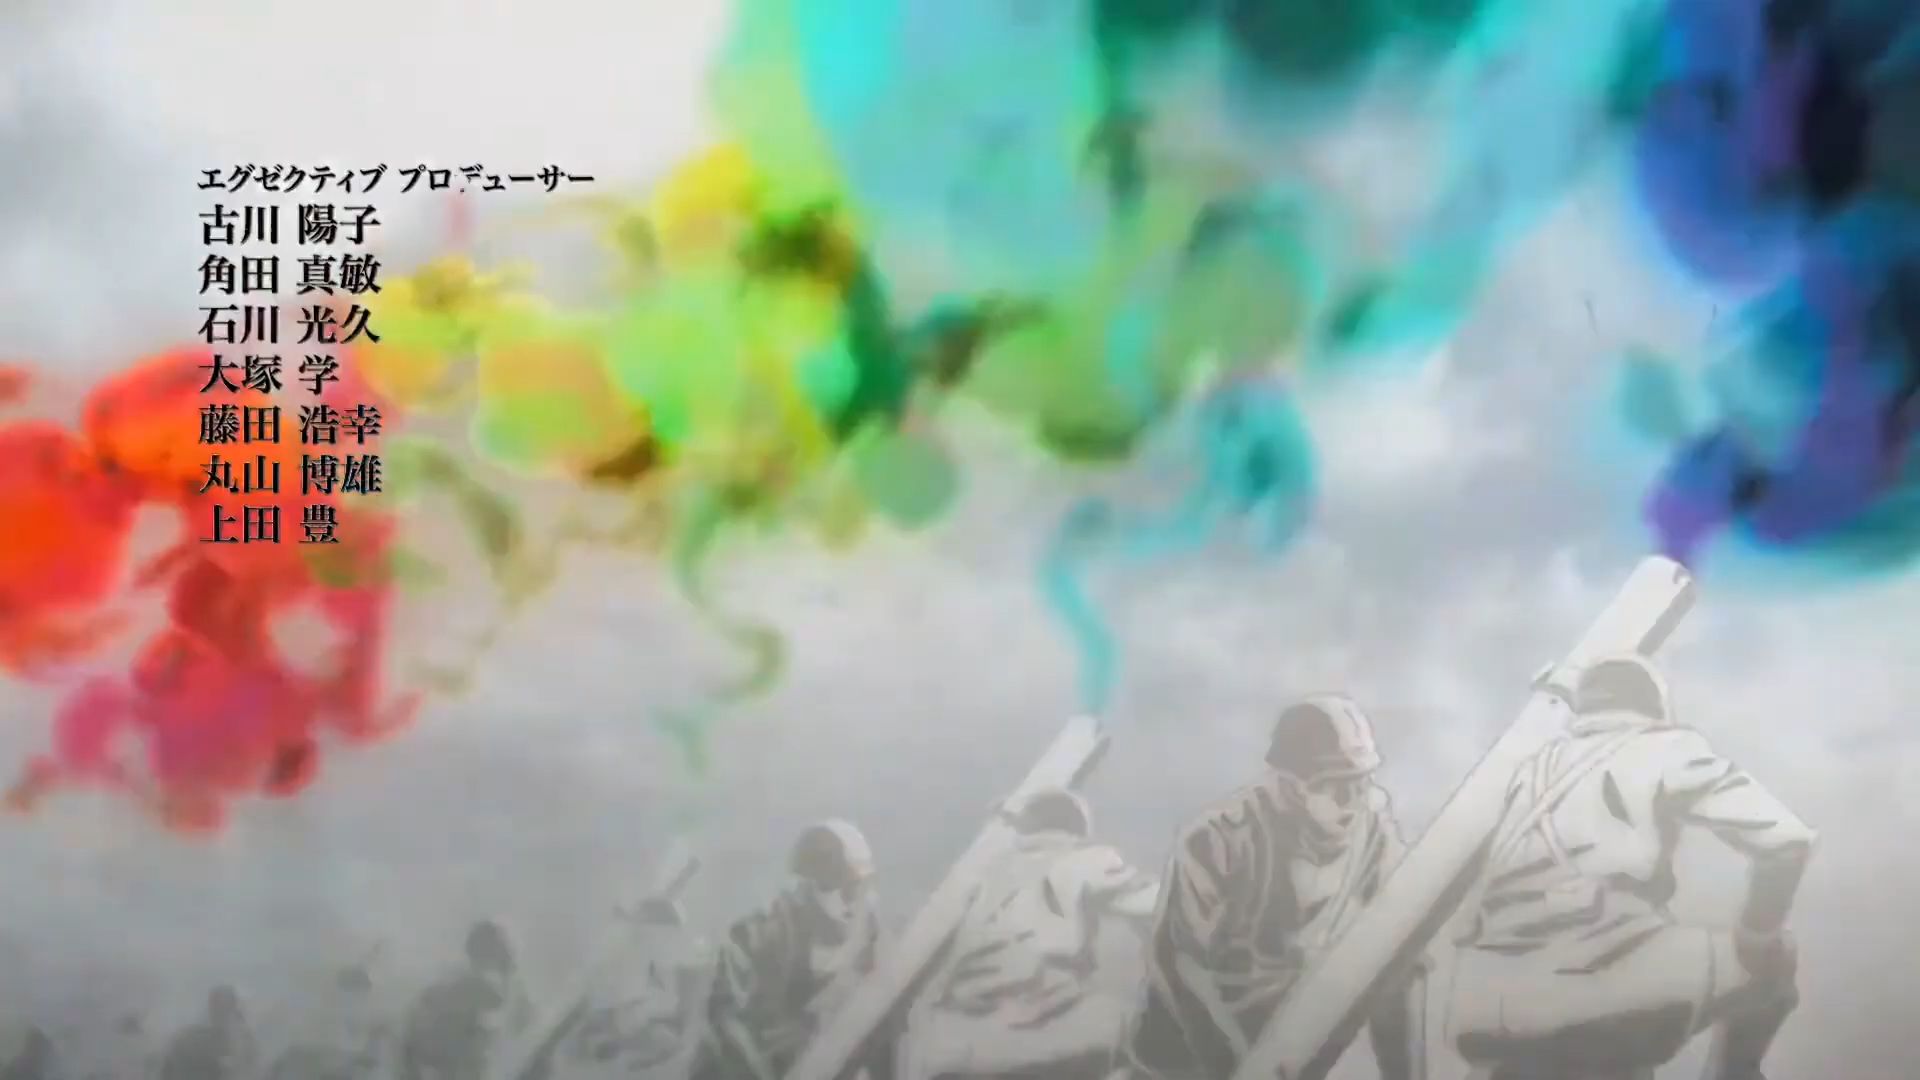 エグゼクティブ プロデューサー
古川 陽子
角田 真敏
石川 光久
大塚 学
藤田 浩幸
丸山 博雄
上田 豊